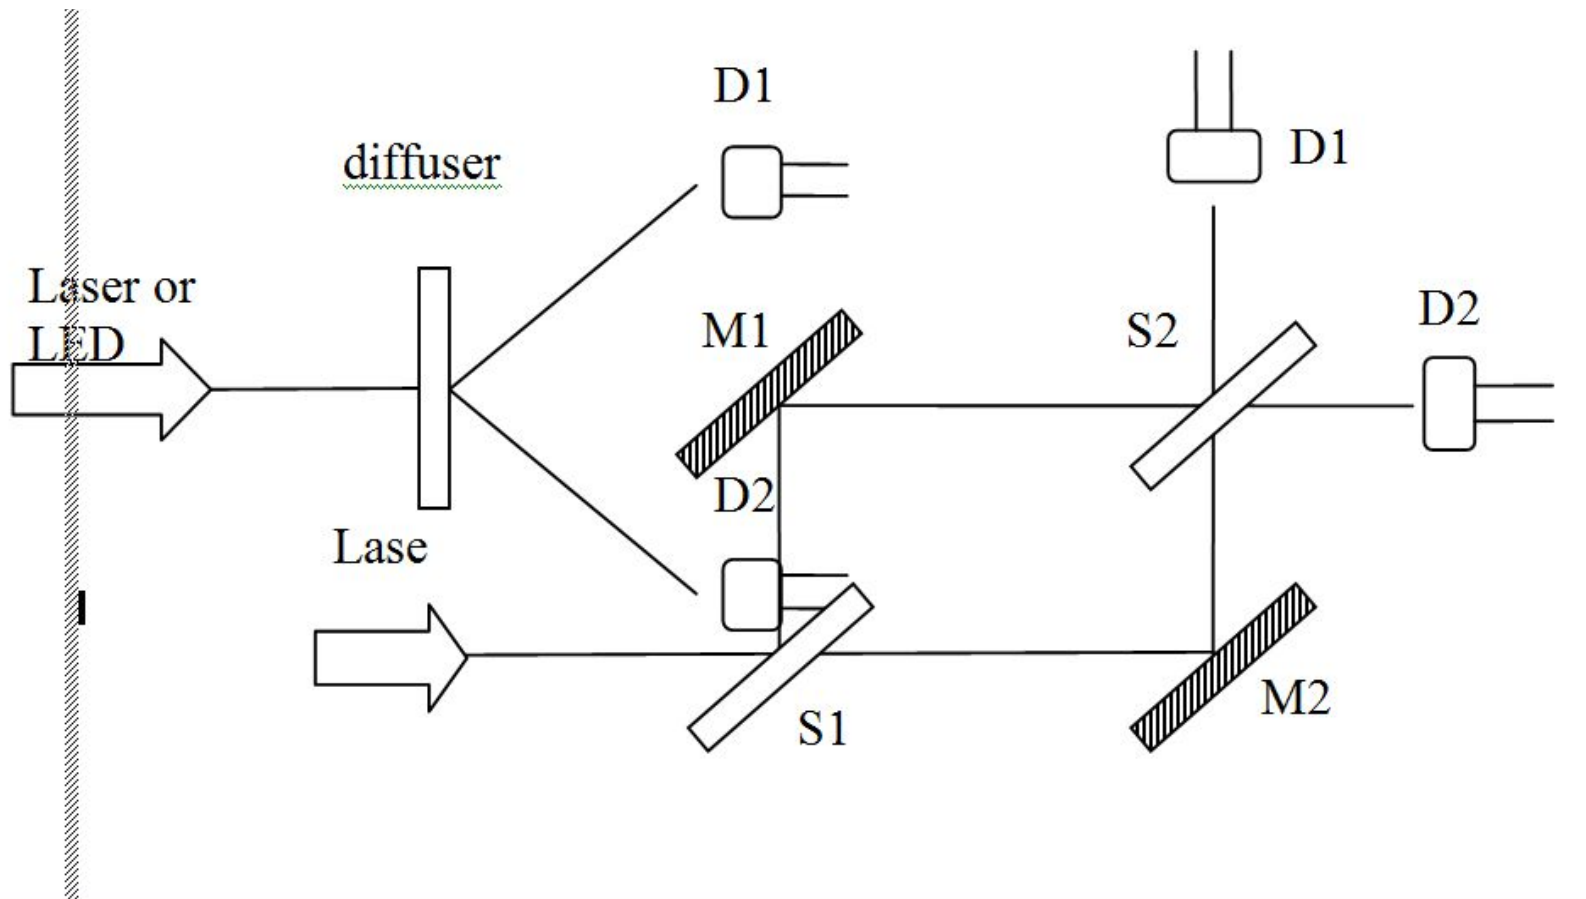 D1
D1
diffuser
Laser or
LED
M1
S2
D2
D2
Lase
S1
M2